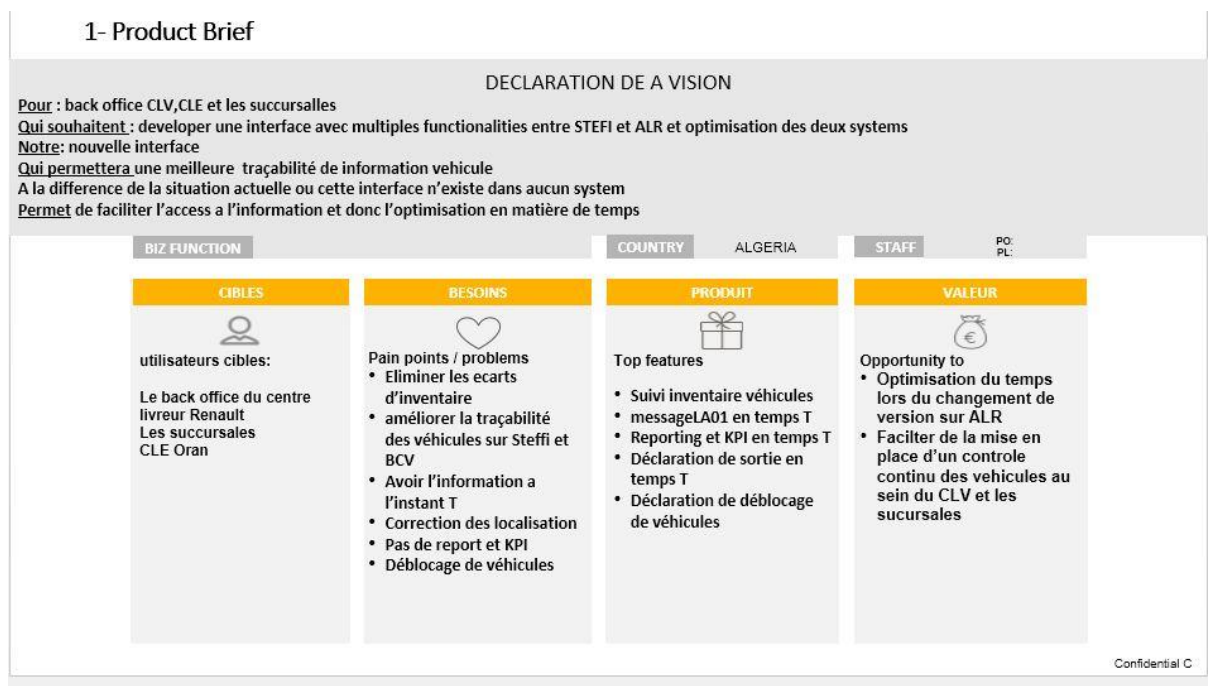 1- Product Brief
DECLARATION DE A VISION
Pour : back office CLV,CLE et les succursalles
Qui souhaitent : developer une interface avec multiples functionalities entre STEFI et ALR et optimisation des deux systems
Notre: nouvelle interface
Qui permettera une meilleure traçabilité de information vehicule
A la difference de la situation actuelle ou cette interface n'existe dans aucun system
Permet de faciliter l'access a l'information et donc l'optimisation en matière de temps
BIZ FUNCTION
COUNTRY ALGERIA
STAFF
PO:
PL:
CIBLES
utilisateurs cibles:
Le back office du centre
livreur Renault
Les succursales
CLE Oran
BESOINS
Pain points / problems
• Eliminer les ecarts
d'inventaire
• améliorer la traçabilité
des véhicules sur Steffi et
BCV
• Avoir l'information a
l'instant T
• Correction des localisation
• Pas de report et KPI
• Déblocage de véhicules
PRODUIT
Top features
• Suivi inventaire véhicules
• messageLA01 en temps T
• Reporting et KPI en temps T
• Déclaration de sortie en
temps T
• Déclaration de déblocage
de véhicules
VALEUR
€
Opportunity to
• Optimisation du temps
lors du changement de
version sur ALR
• Facilter de la mise en
place d'un controle
continu des vehicules au
sein du CLV et les
sucursales
Confidential C